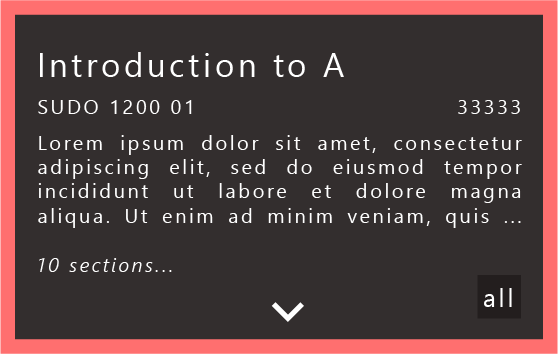 Introduction to A
SUDO 1200 01 33333
Lorem ipsum dolor sit amet, consectetur
adipiscing elit, sed do eiusmod tempor
incididunt ut labore et dolore magna
aliqua. Ut enim ad minim veniam, quis ...
10 sections...
all